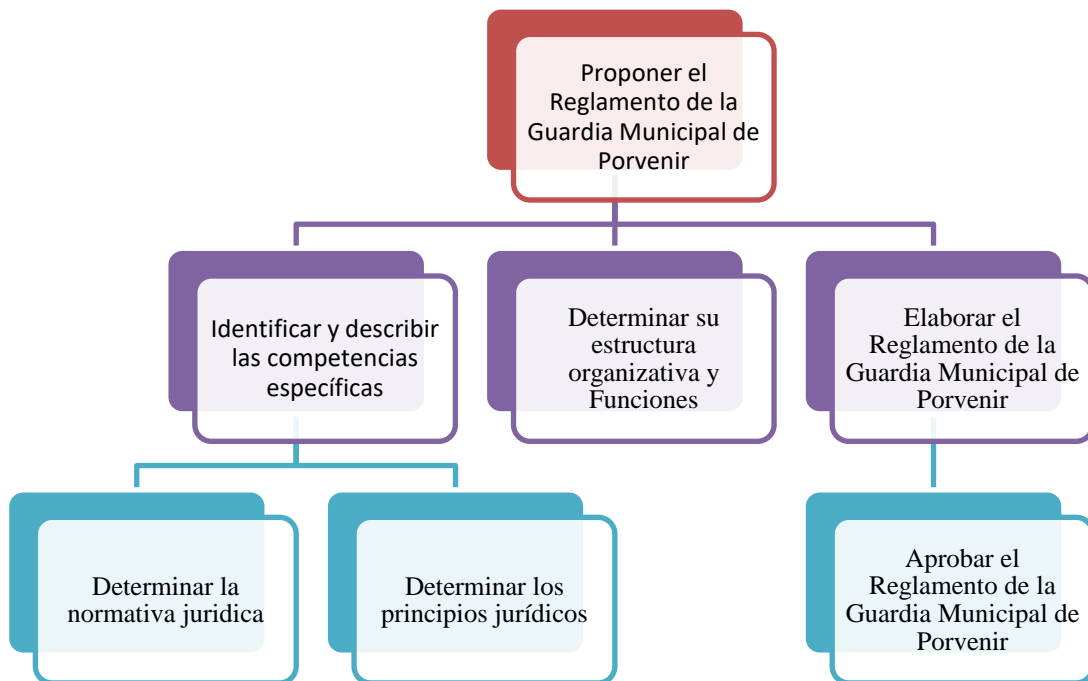 Proponer el
Reglamento de la
Guardia Municipal de
Porvenir
Identificar y describir
las competencias
específicas
Determinar su
estructura
organizativa y
Funciones
Elaborar el
Reglamento de la
Guardia Municipal de
Porvenir
Determinar la
normativa juridica
Determinar los
principios jurídicos
Aprobar el
Reglamento de la
Guardia Municipal de
Porvenir